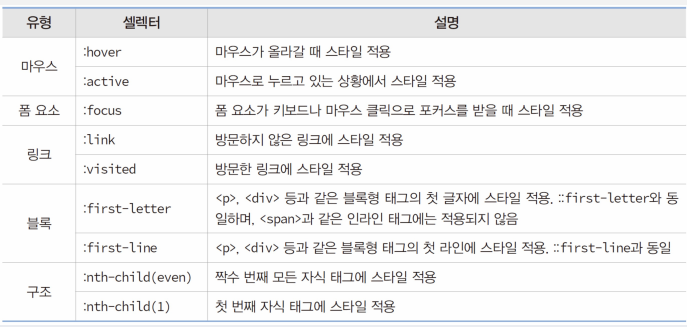 유형 셀렉터 설명
마우스
:hover 마우스가 올라갈 때 스타일 적용
:active 마우스로 누르고 있는 상황에서 스타일 적용
폼 요소 :focus 폼 요소가 키보드나 마우스 클릭으로 포커스를 받을 때 스타일 적용
링크
:link 방문하지 않은 링크에 스타일 적용
:visited 방문한 링크에 스타일 적용
블록
:first-letter <p>, <div> 등과 같은 블록형 태그의 첫 글자에 스타일 적용. ::first-letter와 동
일하며, <span>과 같은 인라인 태그에는 적용되지 않음
:first-line <p>, <div> 등과 같은 블록형 태그의 첫 라인에 스타일 적용. ::first-line과 동일
구조
:nth-child(even) 짝수 번째 모든 자식 태그에 스타일 적용
:nth-child(1) 첫 번째 자식 태그에 스타일 적용